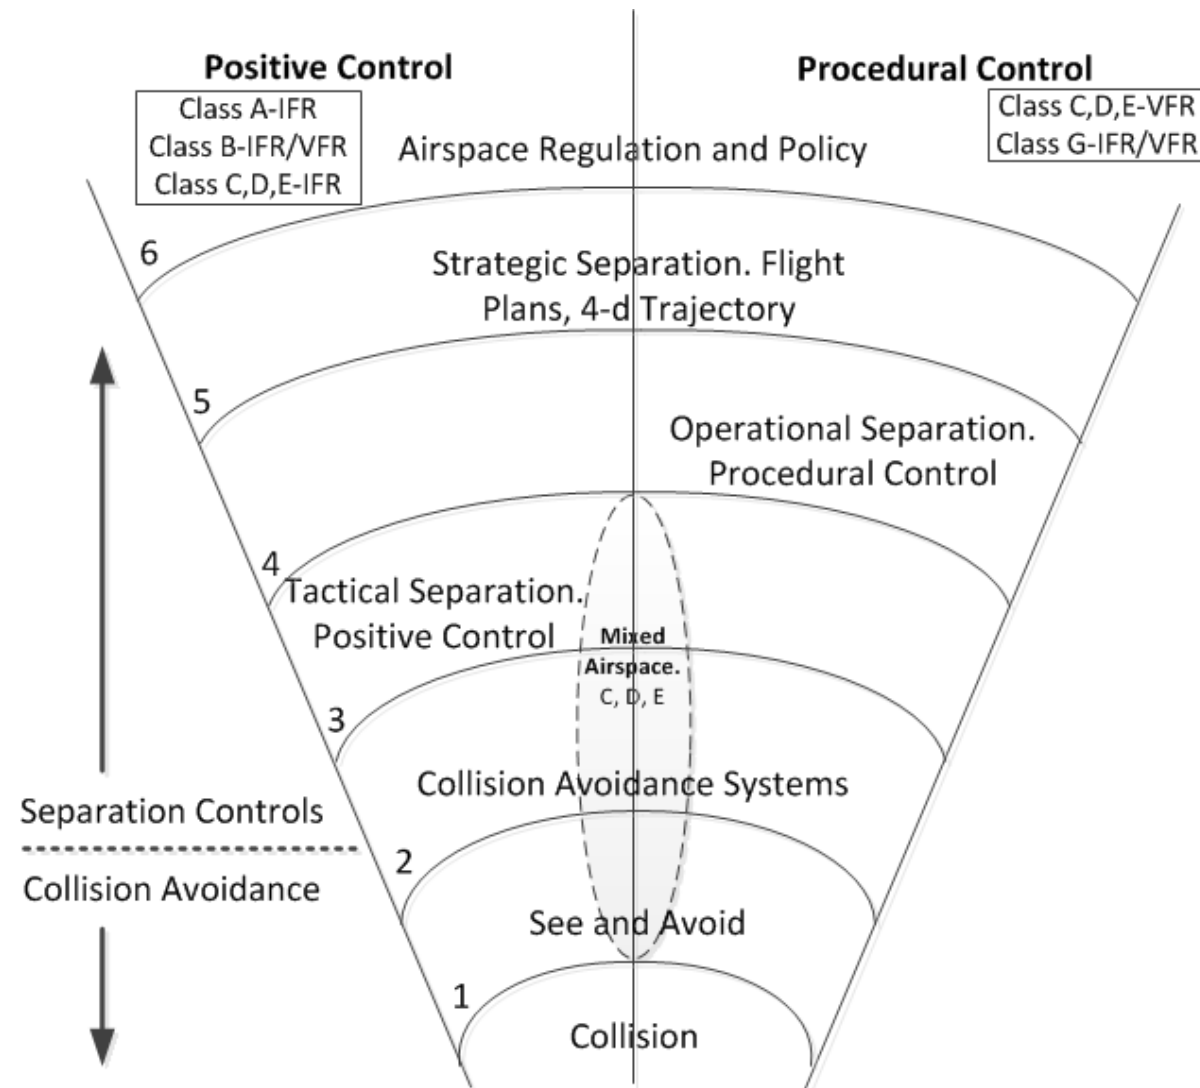 Positive Control
Procedural Control
Class A-IFR
Class B-IFR/VFR
Class C,D,E-IFR
Class C,D,E-VFR
Class G-IFR/VFR
Airspace Regulation and Policy
6
Strategic Separation. Flight
Plans, 4-d Trajectory
5
Operational Separation.
Procedural Control
4
Tactical Separation.
Positive Control
Mixed
Airspace.
C, D, E
3
Collision Avoidance Systems
Separation Controls
Collision Avoidance
2
See and Avoid
1
Collision